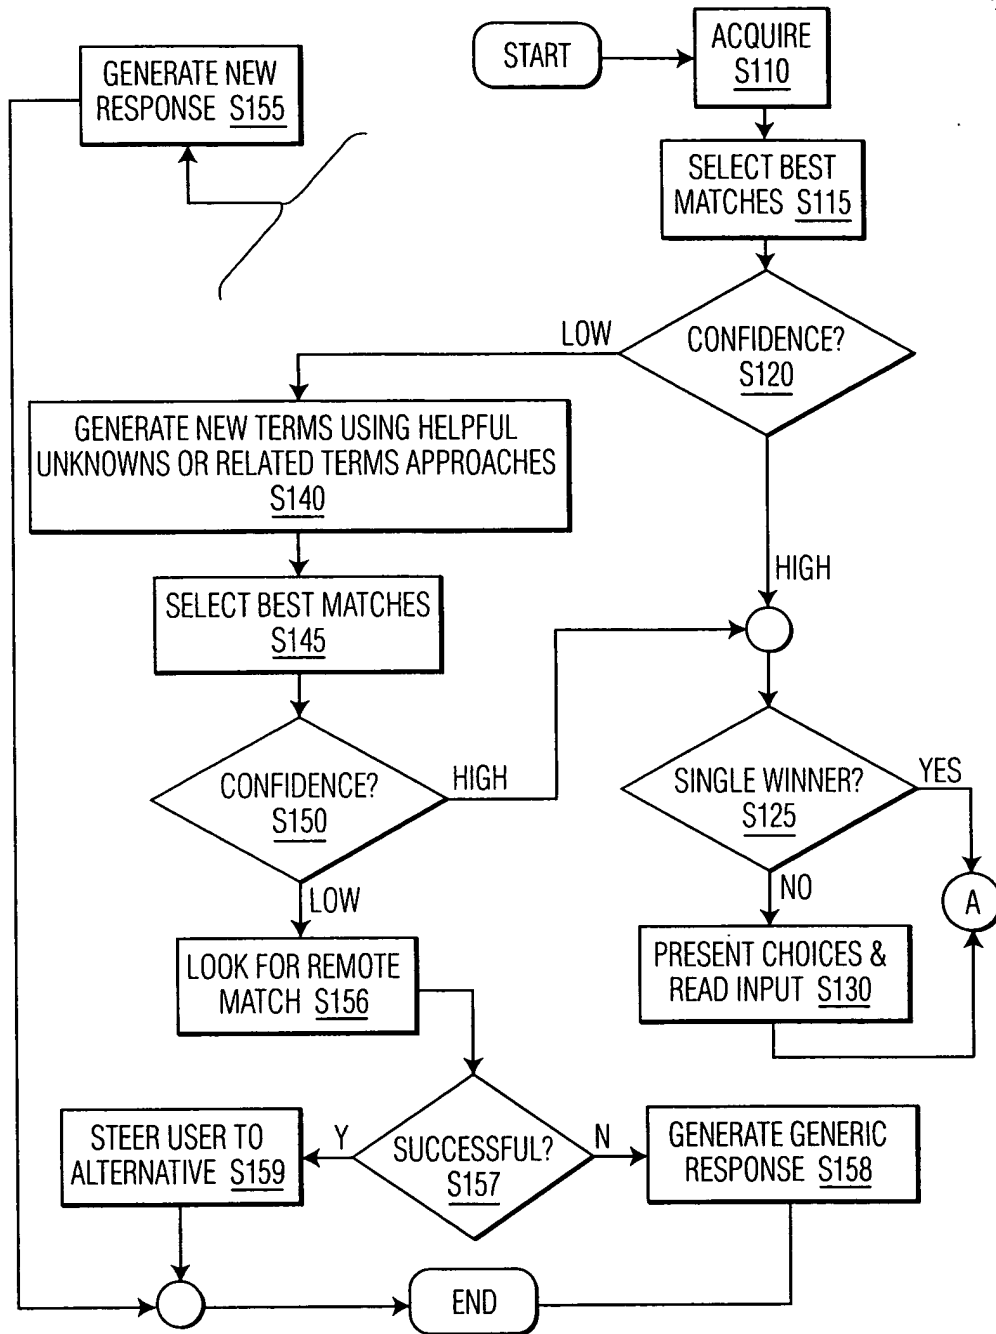 START
ACQUIRE
S110
GENERATE NEW
RESPONSE S155
SELECT BEST
MATCHES S115
LOW
CONFIDENCE?
S120
GENERATE NEW TERMS USING HELPFUL
UNKNOWNS OR RELATED TERMS APPROACHES
S140
HIGH
SELECT BEST MATCHES
S145
CONFIDENCE?
S150
HIGH
LOW
SINGLE WINNER?
S125
YES
NO
A
LOOK FOR REMOTE
MATCH S156
PRESENT CHOICES &
READ INPUT S130
STEER USER TO
ALTERNATIVE S159
Y
SUCCESSFUL?
S157
N
GENERATE GENERIC
RESPONSE S158
END